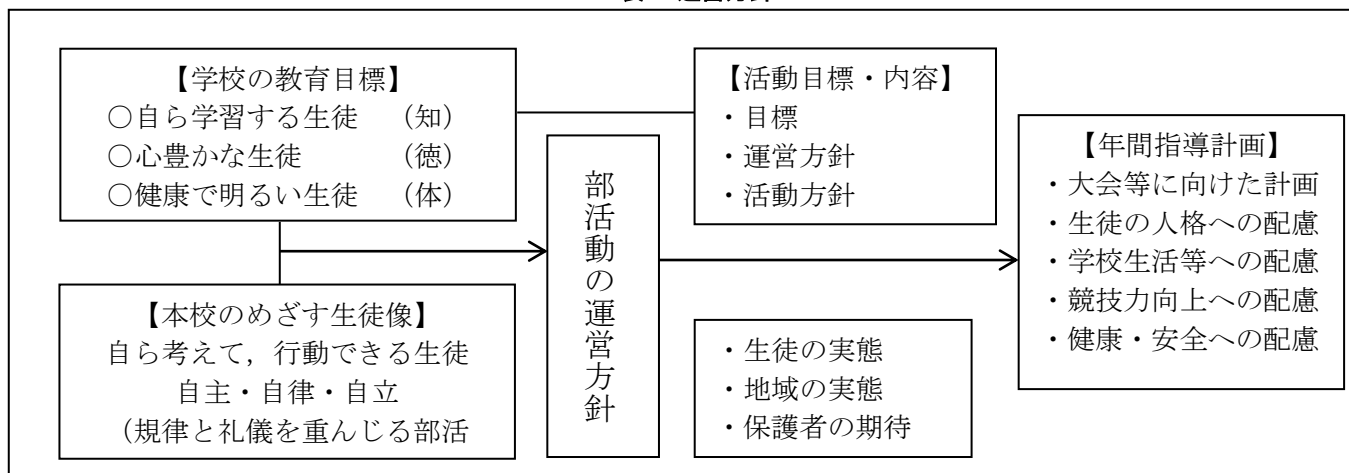 【学校の教育目標】
○自ら学習する生徒 (知)
○心豊かな生徒 (徳)
○健康で明るい生徒 (体)
【本校のめざす生徒像】
自ら考えて，行動できる生徒
自主・自律・自立
(規律と礼儀を重んじる部活
部活動の運営方針
【活動目標・内容】
・目標
・運営方針
・活動方針
・生徒の実態
・地域の実態
・保護者の期待
【年間指導計画】
・大会等に向けた計画
・生徒の人格への配慮
・学校生活等への配慮
・競技力向上への配慮
・健康・安全への配慮